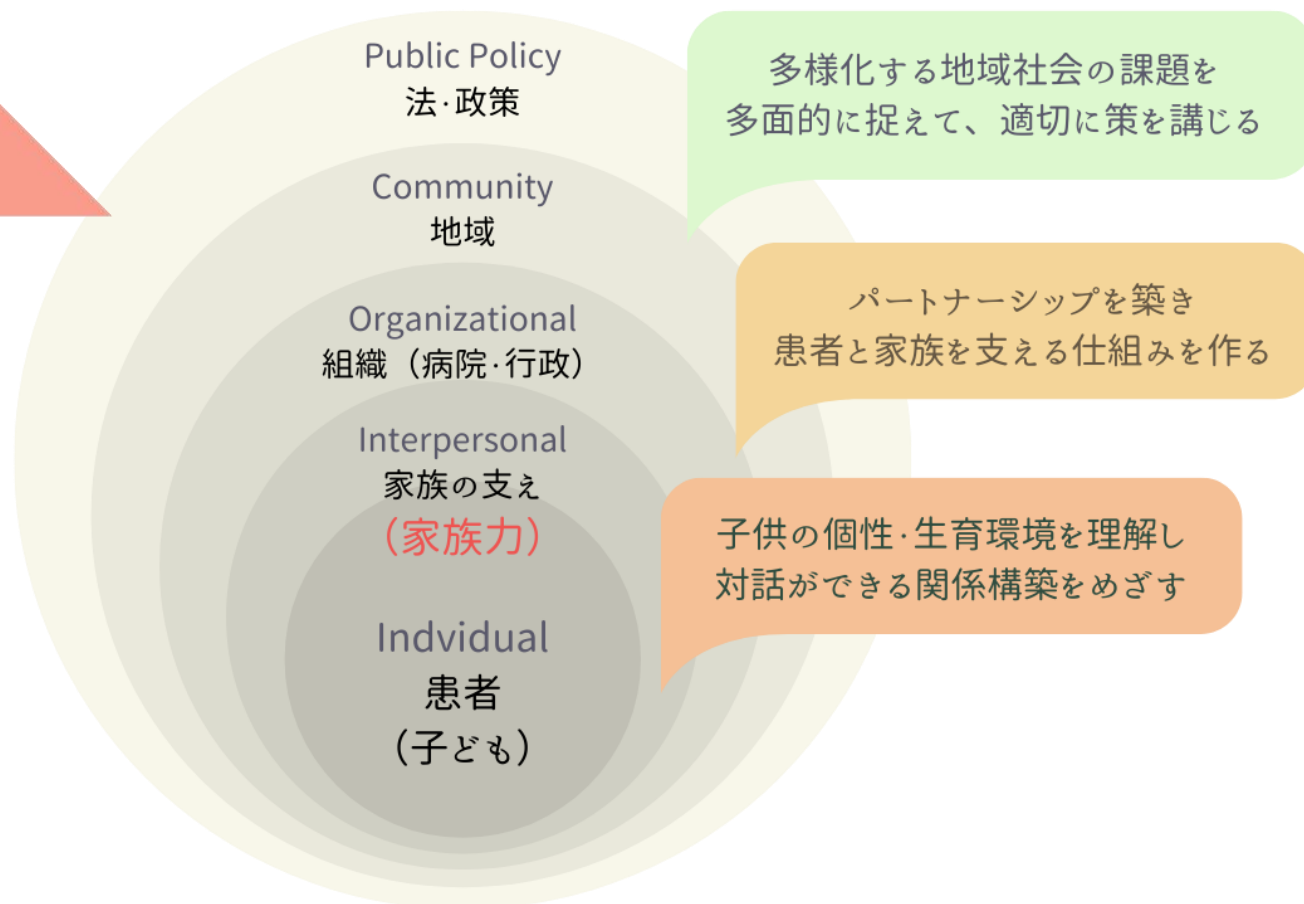 Public Policy
法·政策
Community
地域
Organizational
組織（病院·行政）
Interpersonal
家族の支え
（家族力）
Indvidual
患者
（子ども）
多様化する地域社会の課題を
多面的に捉えて、適切に策を講じる
パートナーシップを築き
患者と家族を支える仕組みを作る
子供の個性·生育環境を理解し
対話ができる関係構築をめざす